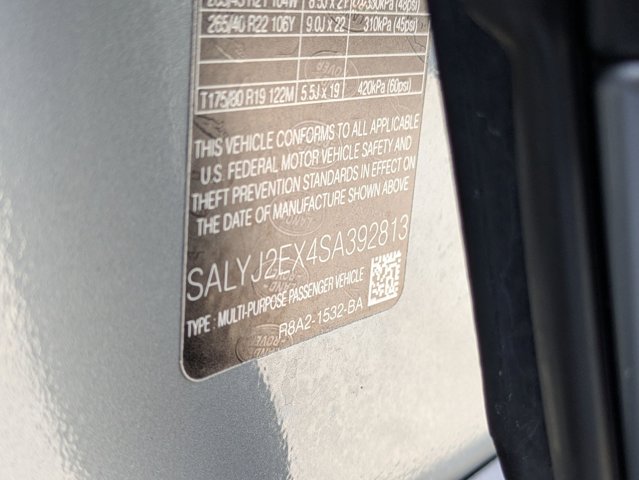 265/40 R22 106Y 9.0J x 22 310kPa (45psi)
T175/80 R19 122M 5.5J x 19 420kPa (60psi)
THIS VEHICLE CONFORMS TO ALL APPLICABLE
U.S. FEDERAL MOTOR VEHICLE SAFETY AND
THEFT PREVENTION STANDARDS IN EFFECT ON
THE DATE OF MANUFACTURE SHOWN ABOVE
SALYJ2EX4SA392813
TYPE : MULTI-PURPOSE PASSENGER VEHICLE
R8A2-1532-BA